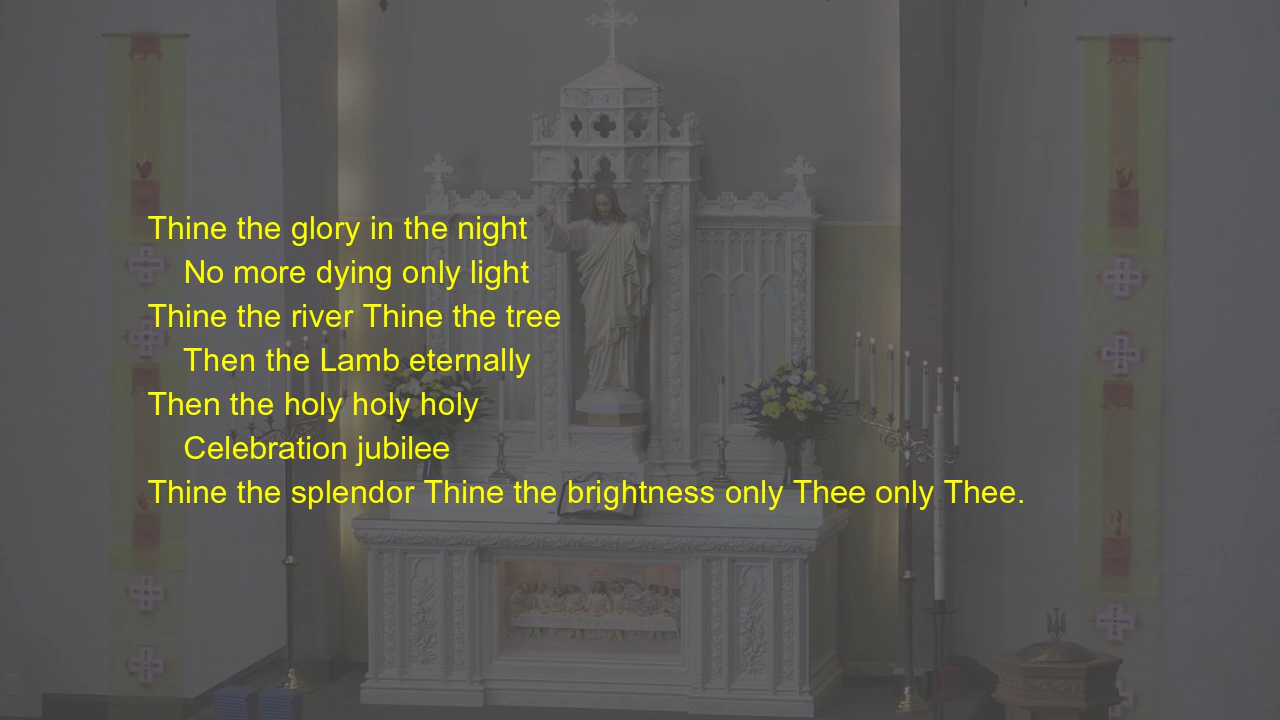 Thine the glory in the night
No more dying only light
Thine the river Thine the tree
Then the Lamb eternally
Then the holy holy holy
Celebration jubilee
Thine the splendor Thine the brightness only Thee only Thee.